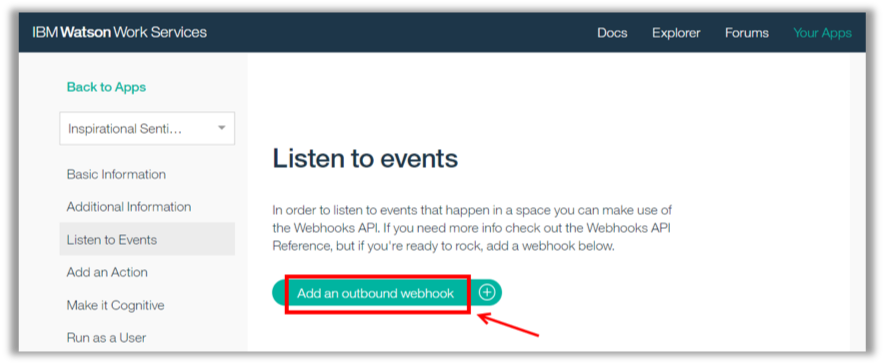 IBM Watson Work Services
Docs
Explorer
Forums
Your Apps
Back to Apps
Inspirational Senti...
Basic Information
Additional Information
Listen to Events
Add an Action
Make it Cognitive
Run as a User
Listen to events
In order to listen to events that happen in a space you can make use of
the Webhooks API. If you need more info check out the Webhooks API
Reference, but if you're ready to rock, add a webhook below.
Add an outbound webhook